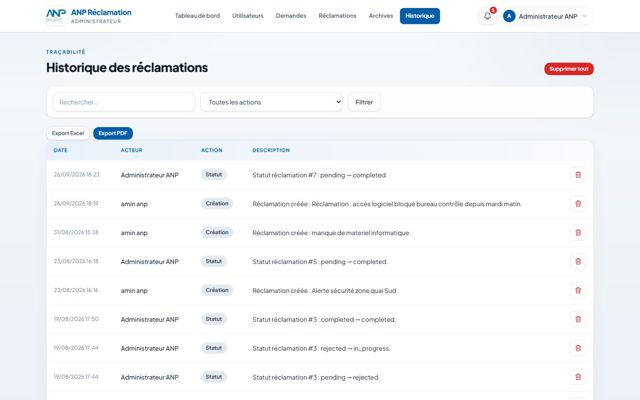 ANP
ANP Réclamation
ADMINISTRATEUR
Tableau de bord
Utilisateurs
Demandes
Réclamations
Archives
Historique
A
Administrateur ANP
TRAÇABILITÉ
Historique des réclamations
Supprimer tout
Rechercher...
Toutes les actions
Filtrer
Export Excel
Export PDF
DATE ACTEUR ACTION DESCRIPTION
26/09/2026 18:23 Administrateur ANP Statut Statut réclamation #7 : pending → completed.
26/09/2026 18:19 amin anp Création Réclamation créée : Réclamation : accès logiciel bloqué bureau contrôle depuis mardi matin.
31/08/2026 15:38 amin anp Création Réclamation créée : manque de materiel informatique.
23/08/2026 16:18 Administrateur ANP Statut Statut réclamation #5 : pending → completed.
23/08/2026 16:16 amin anp Création Réclamation créée : Alerte sécurité zone quai Sud.
19/08/2026 17:50 Administrateur ANP Statut Statut réclamation #3 : completed → completed.
19/08/2026 17:44 Administrateur ANP Statut Statut réclamation #3 : rejected → in_progress.
19/08/2026 17:44 Administrateur ANP Statut Statut réclamation #3 : pending → rejected.